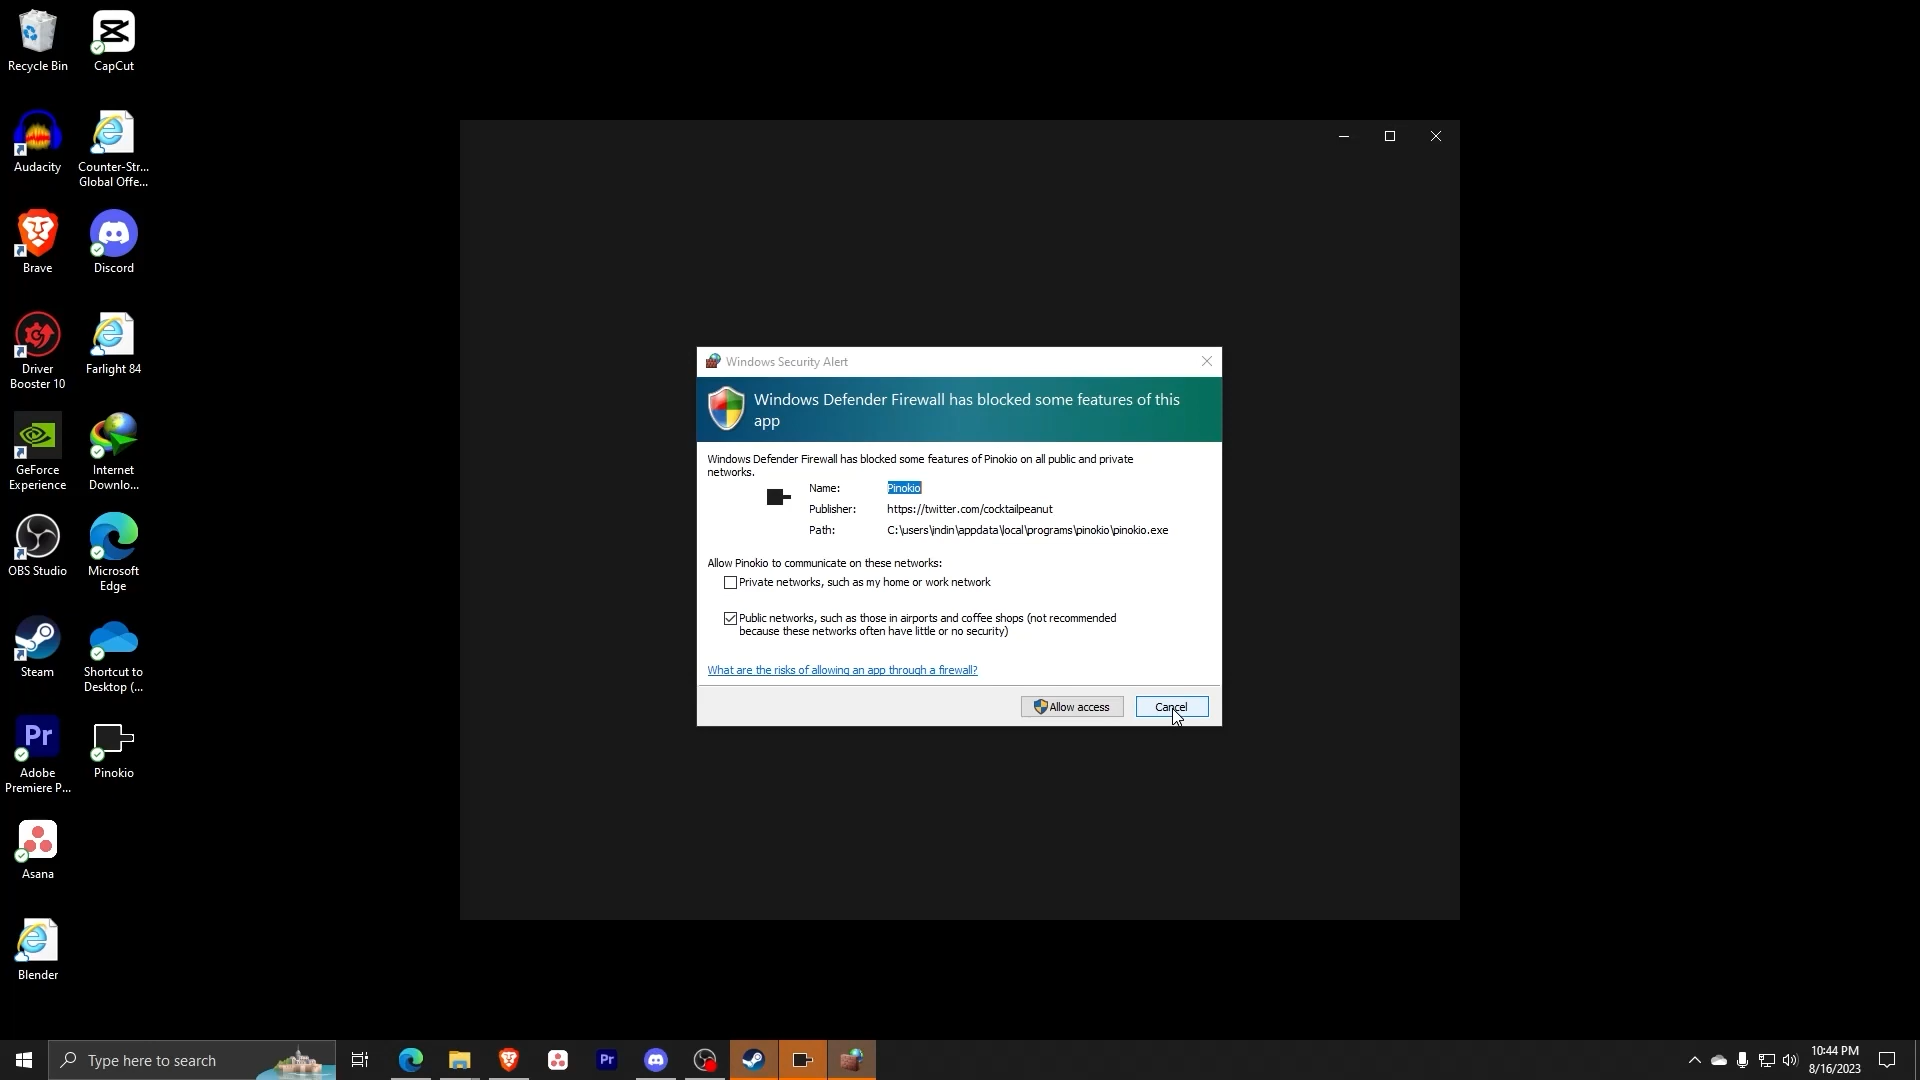 Recycle Bin
CapCut
Audacity
Counter-Str...
Global Offe...
Brave
Discord
Driver
Booster 10
Farlight 84
GeForce
Experience
Internet
Downlo...
OBS Studio
Microsoft
Edge
Steam
Shortcut to
Desktop (...
Pr
Adobe
Premiere P...
Pinokio
Asana
Blender
Windows Security Alert
Windows Defender Firewall has blocked some features of this
app
Windows Defender Firewall has blocked some features of Pinokio on all public and private
networks.
Name: Pinokio
Publisher: https://twitter.com/cocktailpeanut
Path: C:\users\indin\appdata\local\programs\pinokio\pinokio.exe
Allow Pinokio to communicate on these networks:
Private networks, such as my home or work network
Public networks, such as those in airports and coffee shops (not recommended
because these networks often have little or no security)
What are the risks of allowing an app through a firewall?
Allow access
Cancel
Type here to search
Pr
10:44 PM
8/16/2023